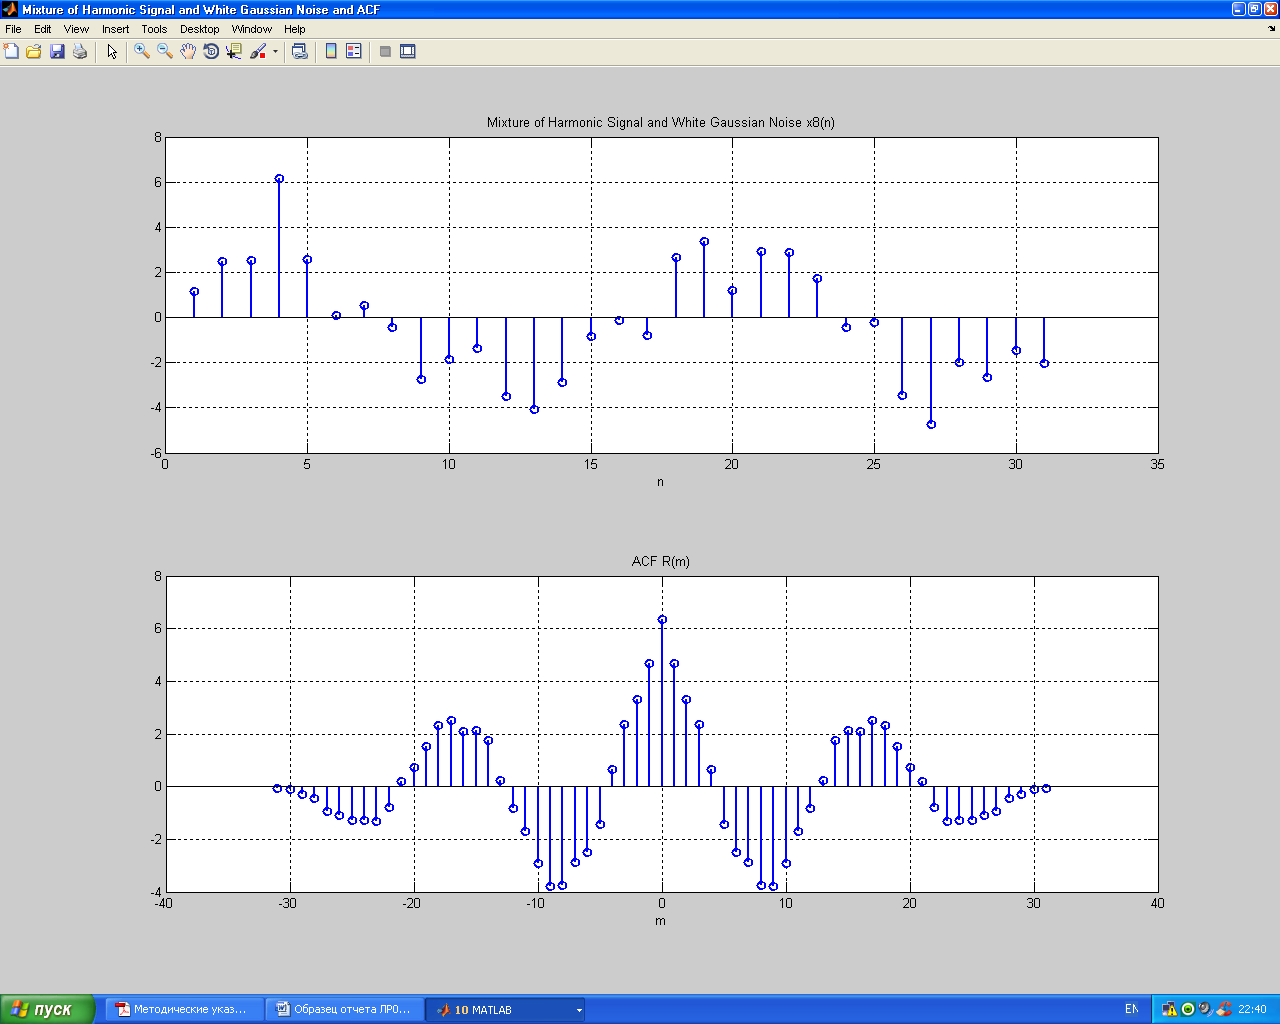 Mixture of Harmonic Signal and White Gaussian Noise and ACF
File Edit View Insert Tools Desktop Window Help
Mixture of Harmonic Signal and White Gaussian Noise x8(n)
8
6
4
2
0
-2
-4
-6
0 5 10 15 20 25 30 35
n
ACF R(m)
8
6
4
2
0
-2
-4
-40 -30 -20 -10 0 10 20 30 40
m
пуск Методические указ... Образец отчета ЛР0... 10 MATLAB EN 22:40